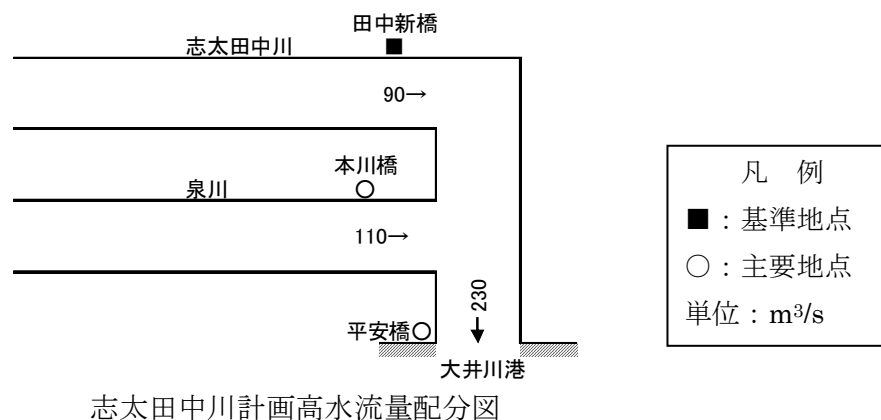 田中新橋
志太田中川
■
90→
本川橋
泉川
○
110→
230→
平安橋○
大井川港
志太田中川計画高水流量配分図
凡 例
■：基準地点
○：主要地点
単位：m³/s